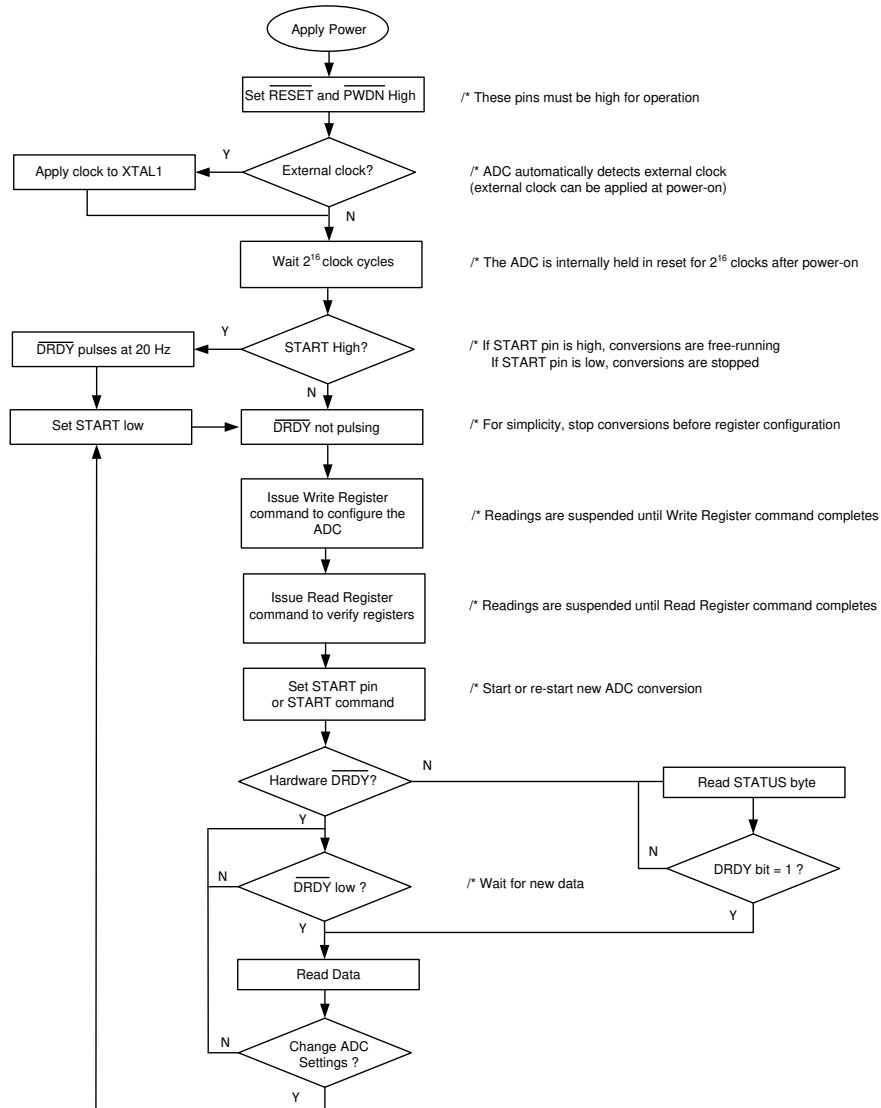 Apply Power
Set RESET and PWDN High
/* These pins must be high for operation
Y
External clock?
Apply clock to XTAL1
/* ADC automatically detects external clock
(external clock can be applied at power-on)
N
Wait 2¹⁶ clock cycles
/* The ADC is internally held in reset for 2¹⁶ clocks after power-on
Y
DRDY pulses at 20 Hz
START High?
/* If START pin is high, conversions are free-running
If START pin is low, conversions are stopped
N
Set START low
DRDY not pulsing
/* For simplicity, stop conversions before register configuration
Issue Write Register
command to configure the
ADC
/* Readings are suspended until Write Register command completes
Issue Read Register
command to verify registers
/* Readings are suspended until Read Register command completes
Set START pin
or START command
/* Start or re-start new ADC conversion
Hardware DRDY?
N
Read STATUS byte
Y
N
DRDY low ?
/* Wait for new data
N
DRDY bit = 1 ?
Y
Y
Read Data
N
Change ADC
Settings ?
Y